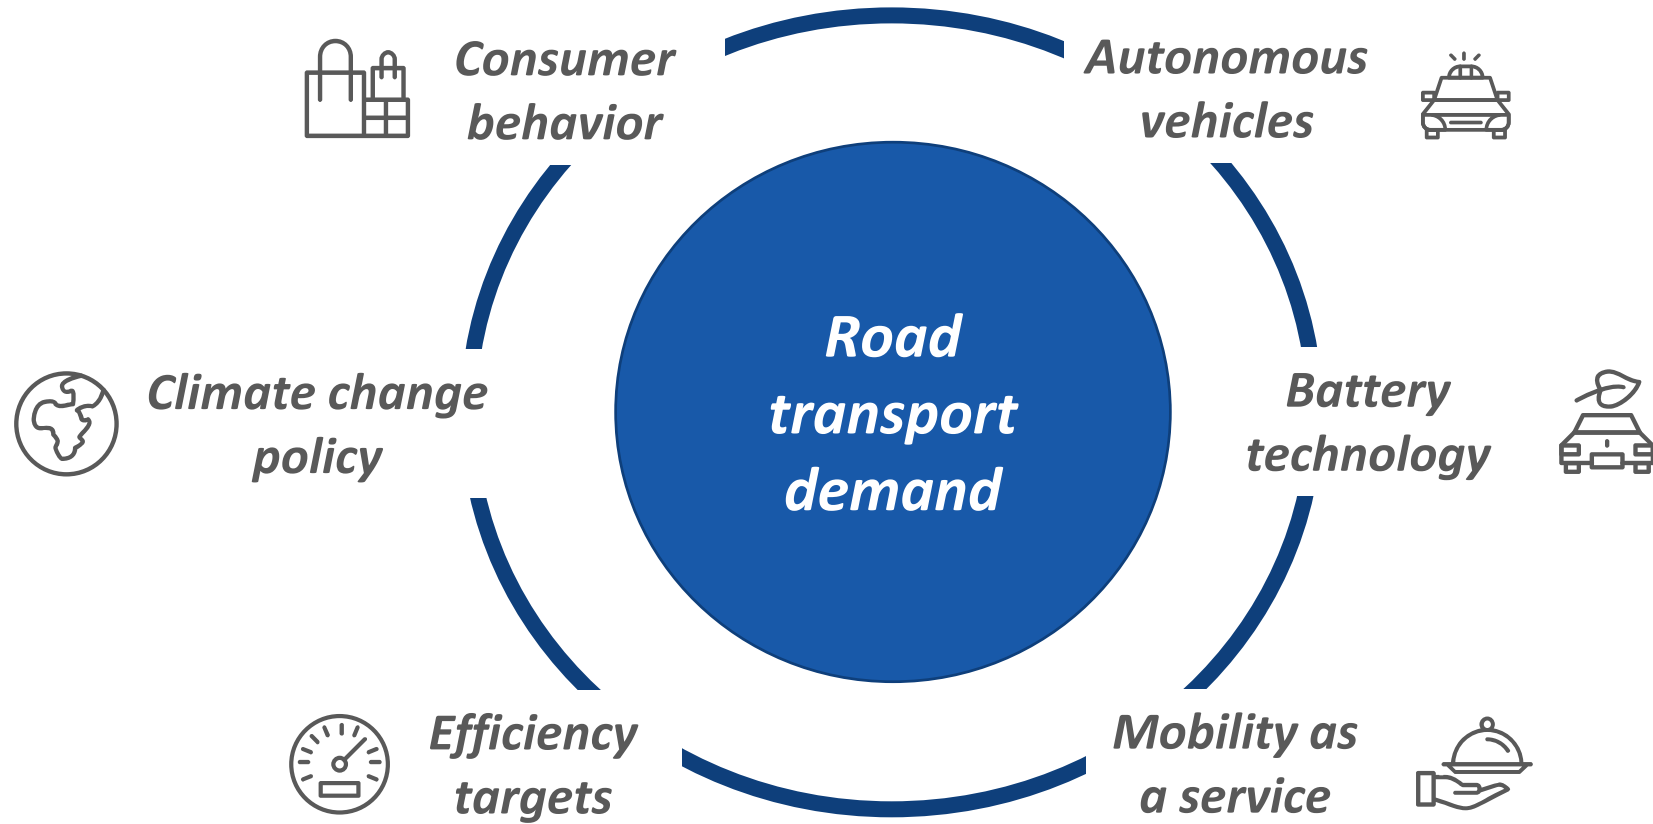 Consumer
behavior
Autonomous
vehicles
Road
transport
demand
Climate change
policy
Battery
technology
Efficiency
targets
Mobility as
a service